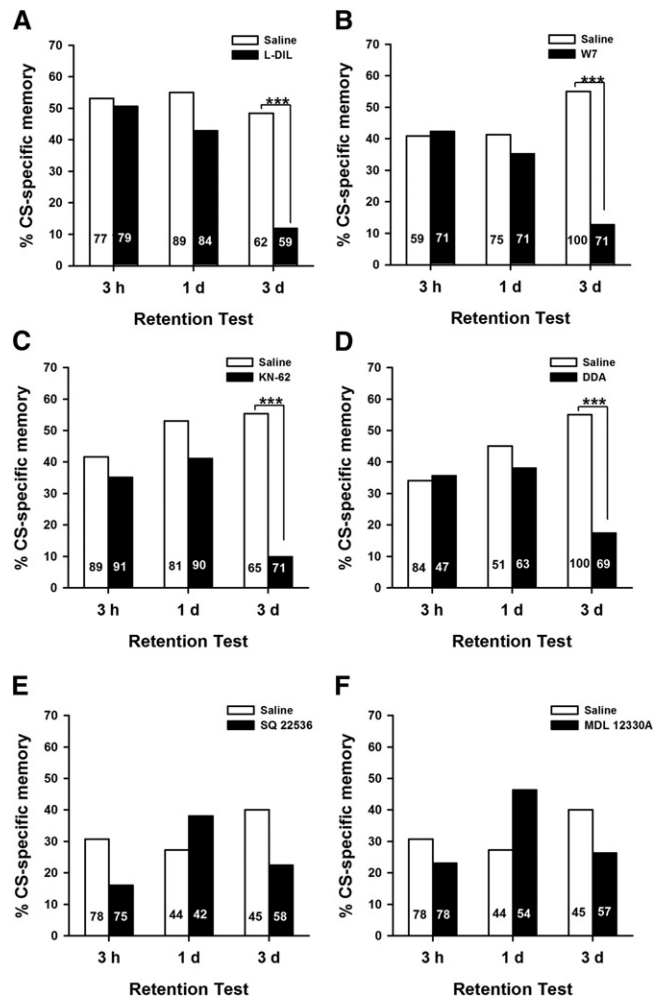 A
Saline
L-DIL
70
60
50
40
30
20
10
0
% CS-specific memory
***
77 79 89 84 62 59
3 h 1 d 3 d
Retention Test
B
Saline
W7
70
60
50
40
30
20
10
0
% CS-specific memory
***
59 71 75 71 100 71
3 h 1 d 3 d
Retention Test
C
Saline
KN-62
70
60
50
40
30
20
10
0
% CS-specific memory
***
89 91 81 90 65 71
3 h 1 d 3 d
Retention Test
D
Saline
DDA
70
60
50
40
30
20
10
0
% CS-specific memory
***
84 47 51 63 100 69
3 h 1 d 3 d
Retention Test
E
Saline
SQ 22536
70
60
50
40
30
20
10
0
% CS-specific memory
78 75 44 42 45 58
3 h 1 d 3 d
Retention Test
F
Saline
MDL 12330A
70
60
50
40
30
20
10
0
% CS-specific memory
78 78 44 54 45 57
3 h 1 d 3 d
Retention Test